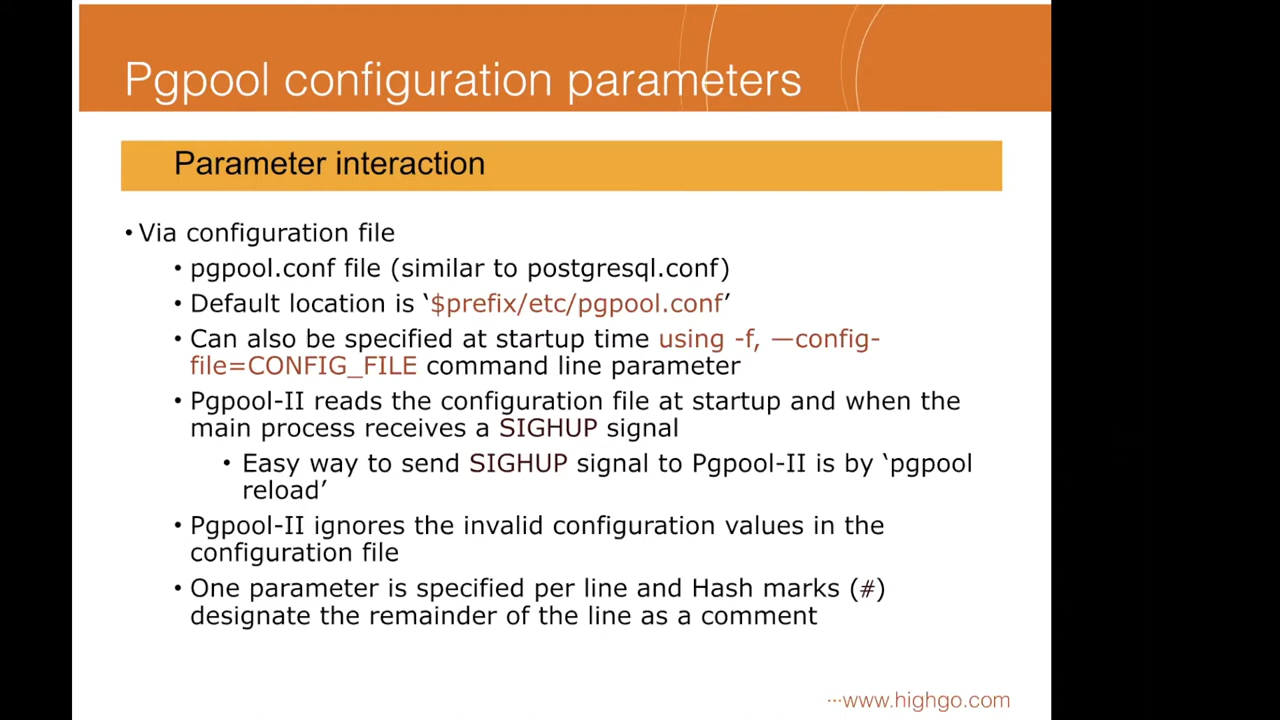 Pgpool configuration parameters
Parameter interaction
• Via configuration file
• pgpool.conf file (similar to postgresql.conf)
• Default location is ‘$prefix/etc/pgpool.conf’
• Can also be specified at startup time using -f, —config-
file=CONFIG_FILE command line parameter
• Pgpool-II reads the configuration file at startup and when the
main process receives a SIGHUP signal
• Easy way to send SIGHUP signal to Pgpool-II is by ‘pgpool
reload’
• Pgpool-II ignores the invalid configuration values in the
configuration file
• One parameter is specified per line and Hash marks (#)
designate the remainder of the line as a comment
···www.highgo.com